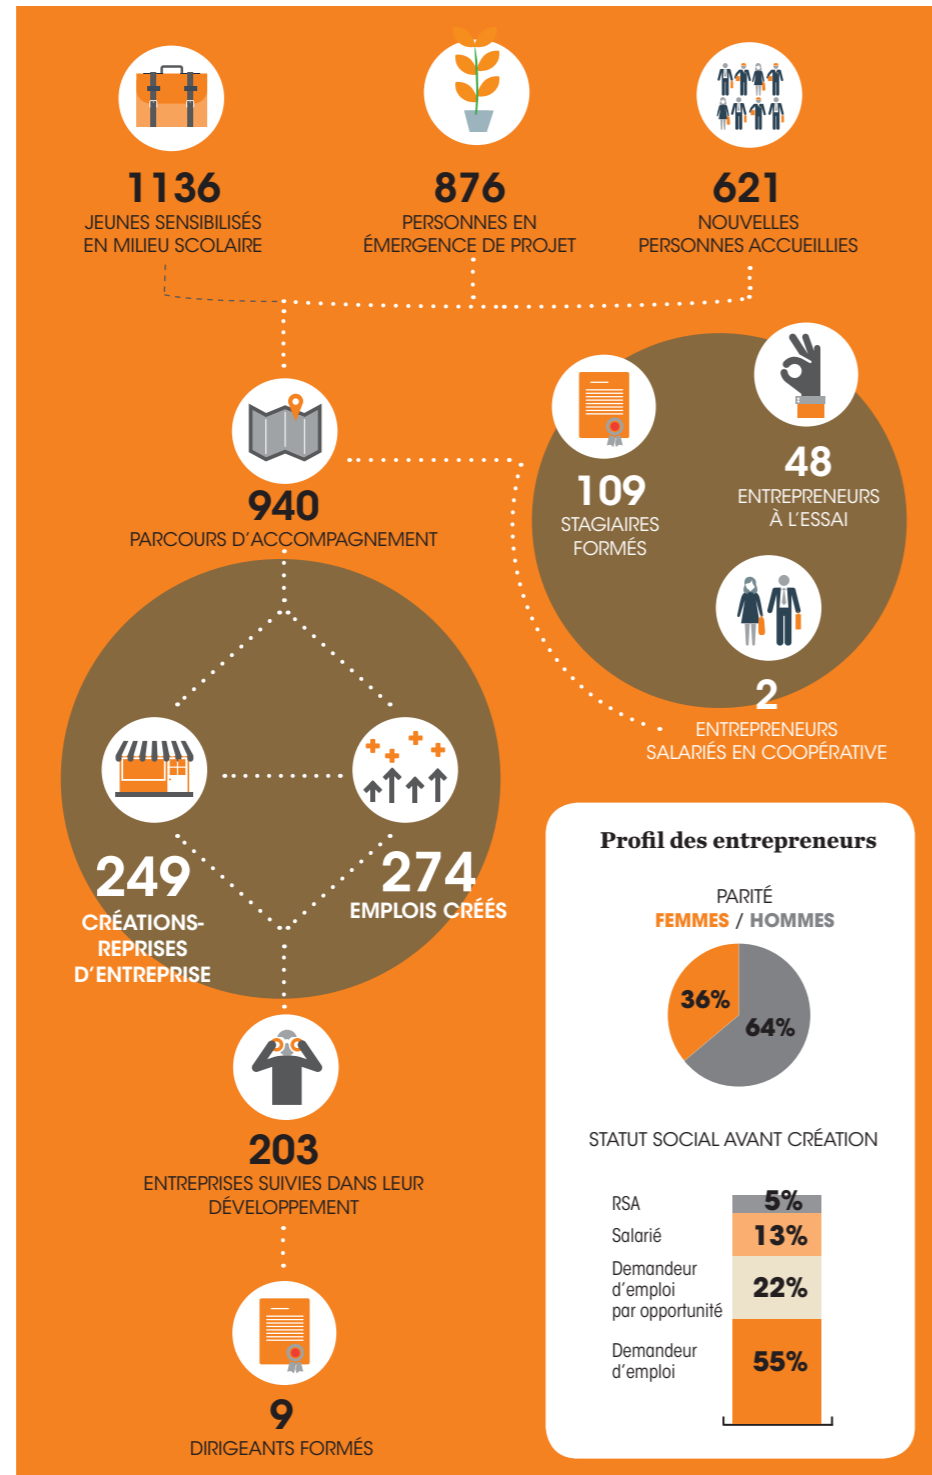 1136
JEUNES SENSIBILISÉS
EN MILIEU SCOLAIRE
876
PERSONNES EN
ÉMERGENCE DE PROJET
621
NOUVELLES
PERSONNES ACCUEILLIES
940
PARCOURS D'ACCOMPAGNEMENT
109
STAGIAIRES
FORMÉS
48
ENTREPRENEURS
À L'ESSAI
2
ENTREPRENEURS
SALARIÉS EN COOPÉRATIVE
249
CRÉATIONS-
REPRISES
D'ENTREPRISE
274
EMPLOIS CRÉÉS
203
ENTREPRISES SUIVIES DANS LEUR
DÉVELOPPEMENT
9
DIRIGEANTS FORMÉS
Profil des entrepreneurs
PARITÉ
FEMMES / HOMMES
36%
64%
STATUT SOCIAL AVANT CRÉATION
RSA
5%
Salarié
13%
Demandeur
d'emploi
par opportunité
22%
Demandeur
d'emploi
55%